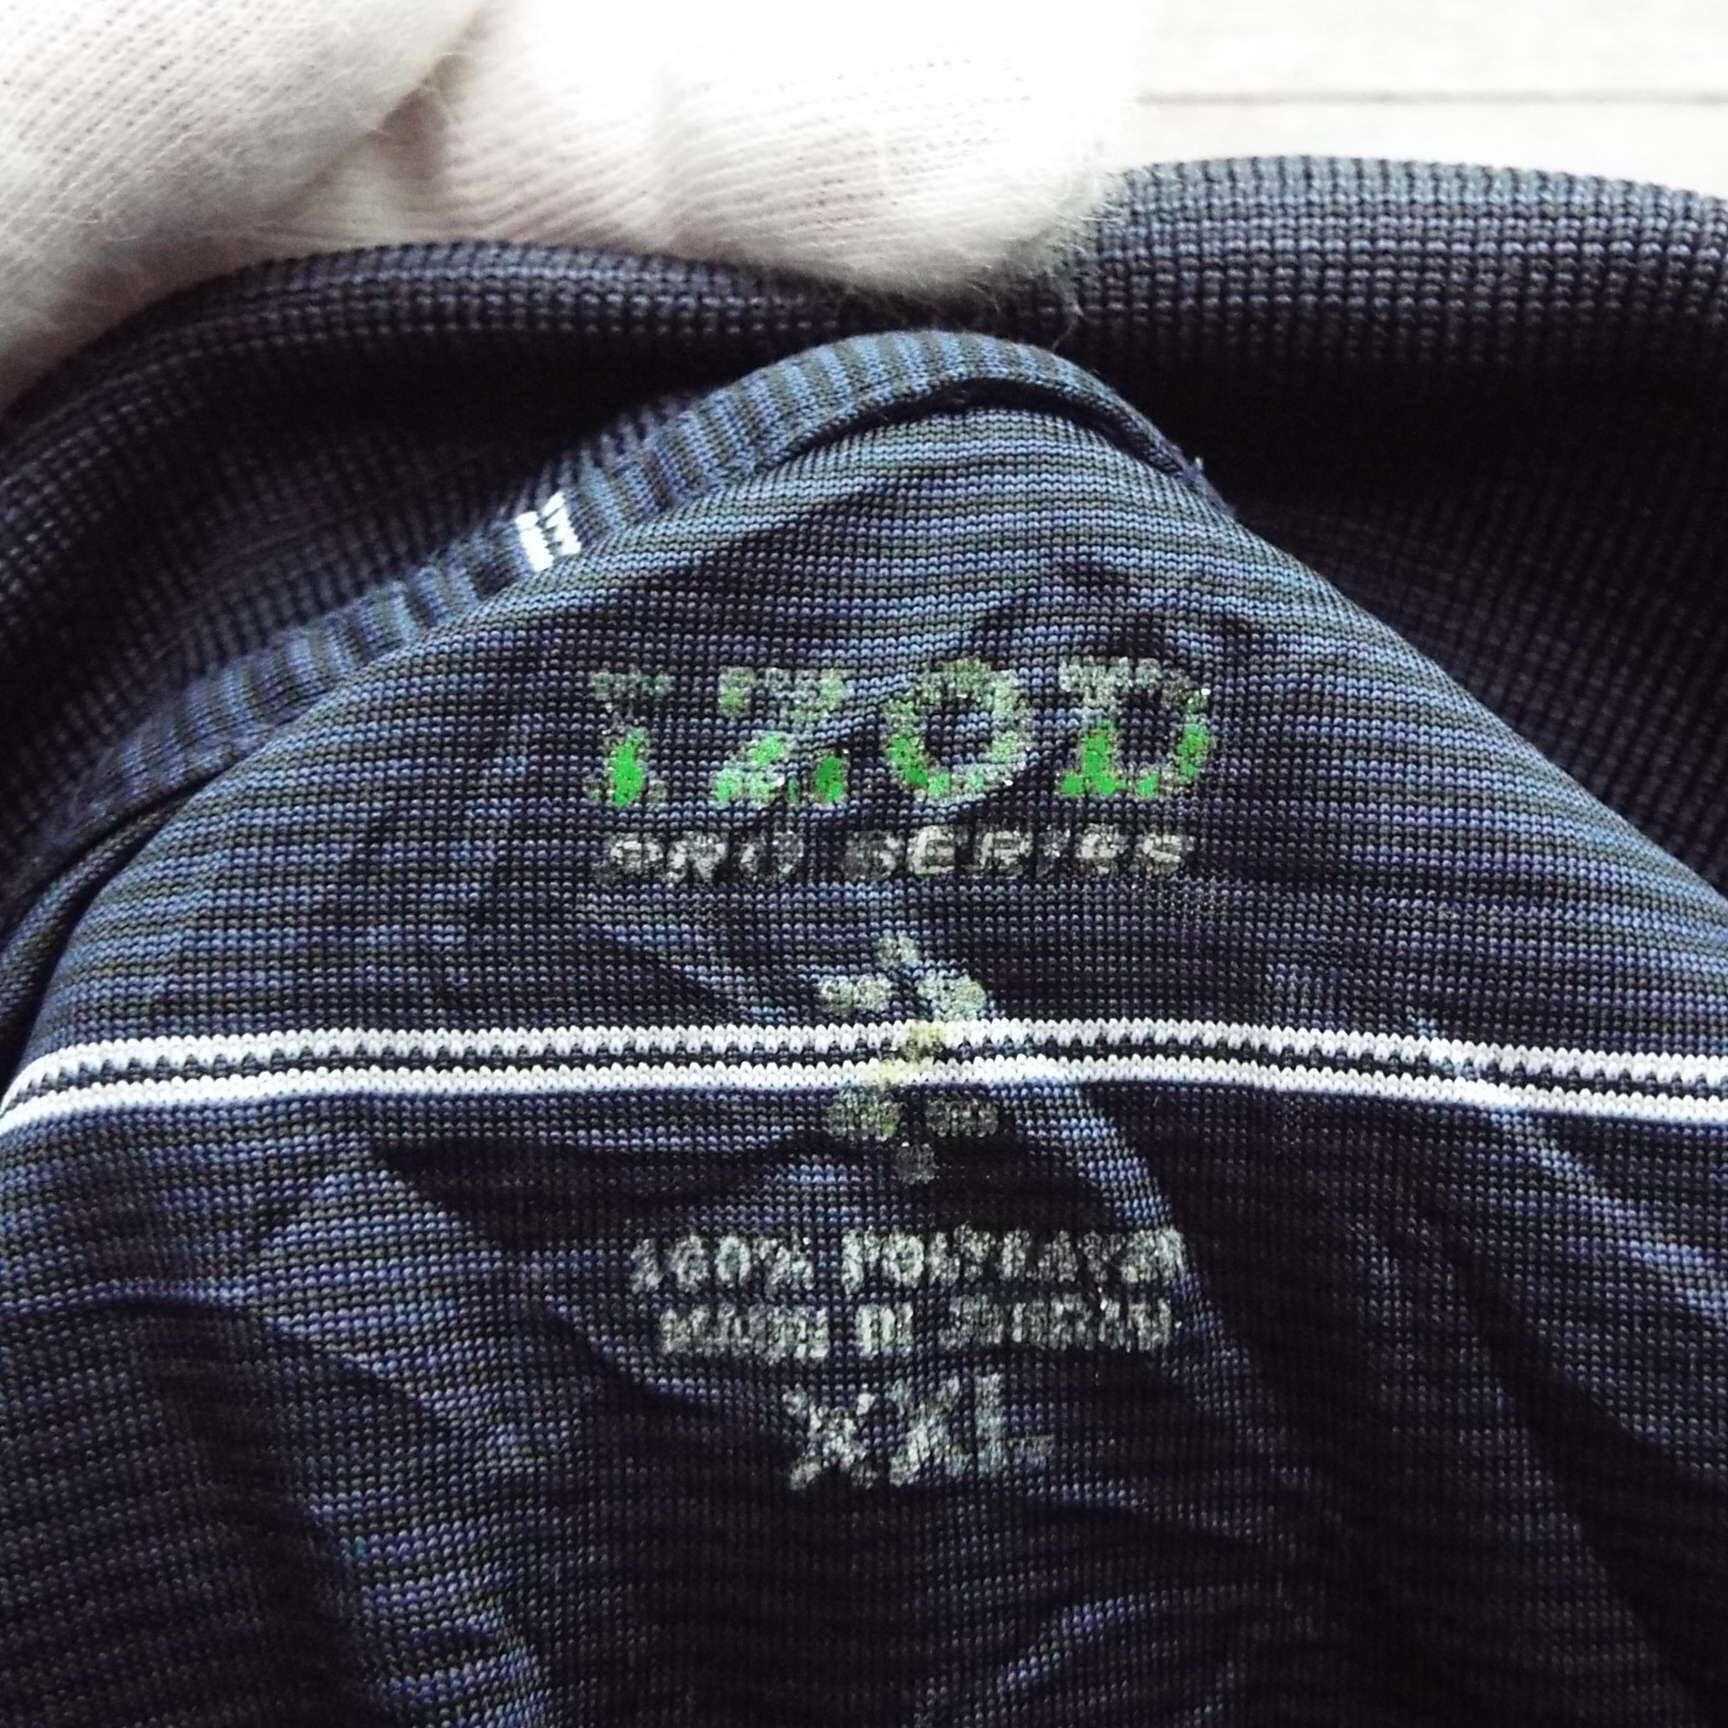 IZOD
PRO SERIES
100% POLYESTER
MADE IN JORDAN
XXL